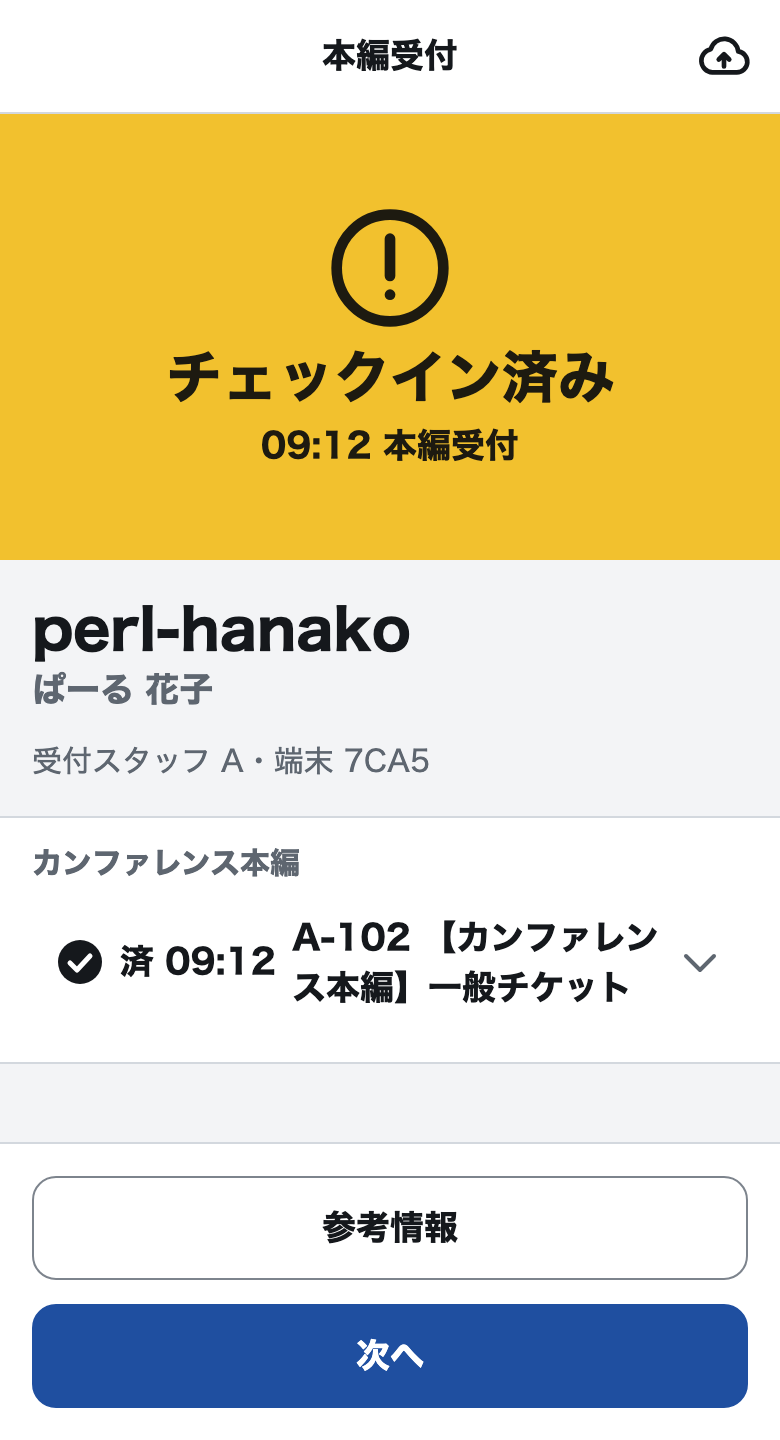 本編受付
チェックイン済み
09:12 本編受付
perl-hanako
ぱーる 花子
受付スタッフ A・端末 7CA5
カンファレンス本編
済 09:12
A-102 【カンファレン
ス本編】一般チケット
参考情報
次へ